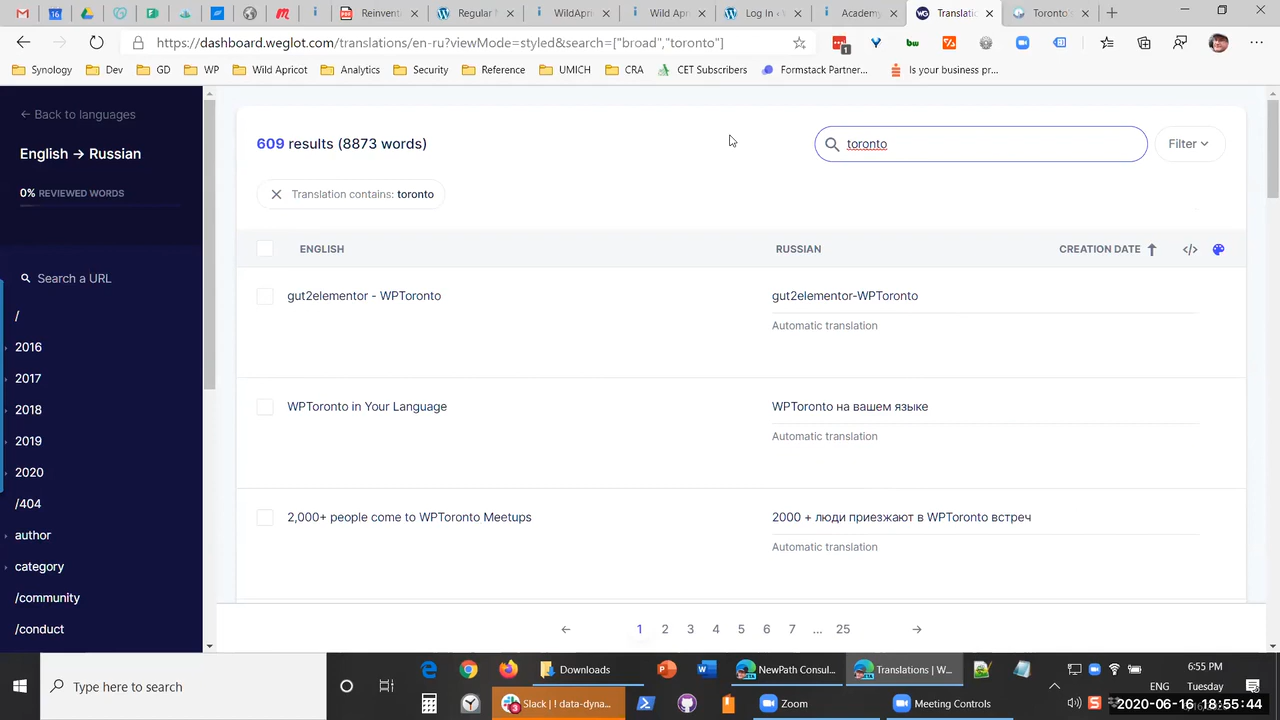 Reinvent
Regular M
WildApri
Wild Apr
Log In ‹
Academy
Translatic
Toronto's
https://dashboard.weglot.com/translations/en-ru?viewMode=styled&search=["broad","toronto"]
1
Synology Dev GD WP Wild Apricot Analytics Security Reference UMICH CRA CET Subscribers Formstack Partner... Is your business pr...
← Back to languages
English → Russian
0% REVIEWED WORDS
Search a URL
/
2016
2017
2018
2019
2020
/404
author
category
/community
/conduct
609 results (8873 words)
toronto
Filter
Translation contains: toronto
ENGLISH RUSSIAN CREATION DATE
gut2elementor - WPToronto
gut2elementor-WPToronto
Automatic translation
WPToronto in Your Language
WPToronto на вашем языке
Automatic translation
2,000+ people come to WPToronto Meetups
2000 + люди приезжают в WPToronto встреч
Automatic translation
← 1 2 3 4 5 6 7 ... 25 →
Type here to search
Downloads
NewPath Consul...
Translations | W...
Slack | ! data-dyna...
Zoom
Meeting Controls
ENG
6:55 PM
Tuesday
2020-06-16 18:55:44